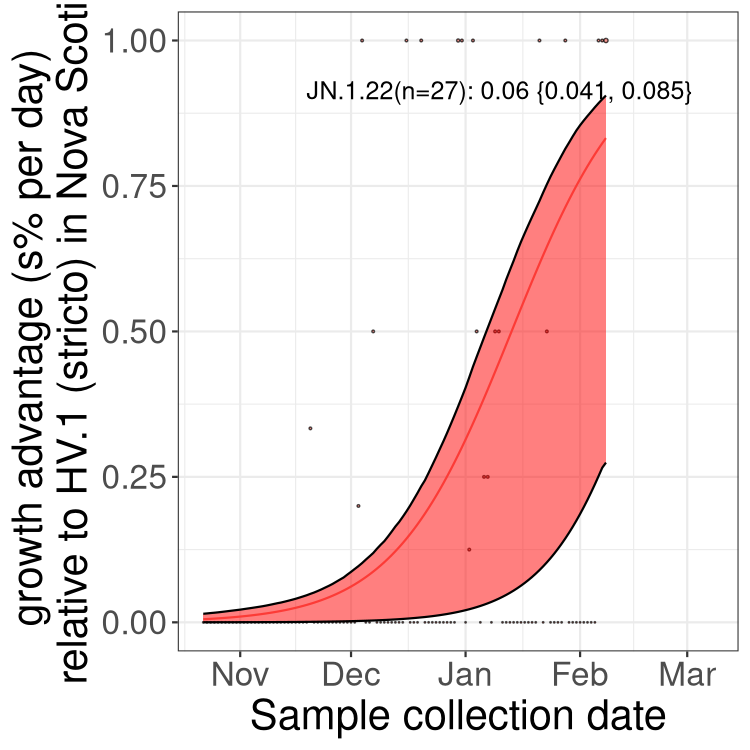 growth advantage (s% per day)
relative to HV.1 (stricto) in Nova Scoti
1.00
0.75
0.50
0.25
0.00
JN.1.22(n=27): 0.06 {0.041, 0.085}
Nov Dec Jan Feb Mar
Sample collection date